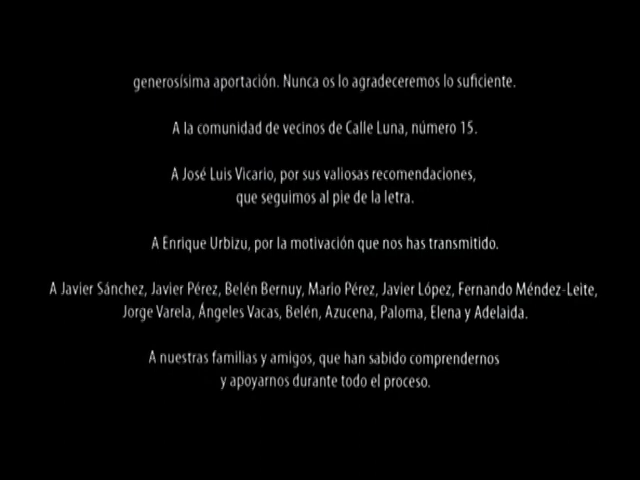 generosísima aportación. Nunca os lo agradeceremos lo suficiente.
A la comunidad de vecinos de Calle Luna, número 15.
A José Luis Vicario, por sus valiosas recomendaciones,
que seguimos al pie de la letra.
A Enrique Urbizu, por la motivación que nos has transmitido.
A Javier Sánchez, Javier Pérez, Belén Bernuy, Mario Pérez, Javier López, Fernando Méndez-Leite,
Jorge Varela, Ángeles Vacas, Belén, Azucena, Paloma, Elena y Adelaida.
A nuestras familias y amigos, que han sabido comprendernos
y apoyarnos durante todo el proceso.